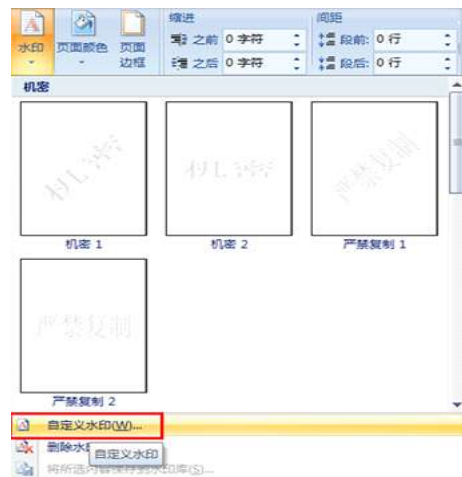 缩进 间距
水印 页面颜色 页面边框 之前 0 字符 段前: 0 行
之后 0 字符 段后: 0 行
机密
机密 机密 严禁复制
机密 1 机密 2 严禁复制 1
严禁复制
严禁复制 2
自定义水印(W)...
删除水
自定义水印
将所选内容保存到水印库(S)...